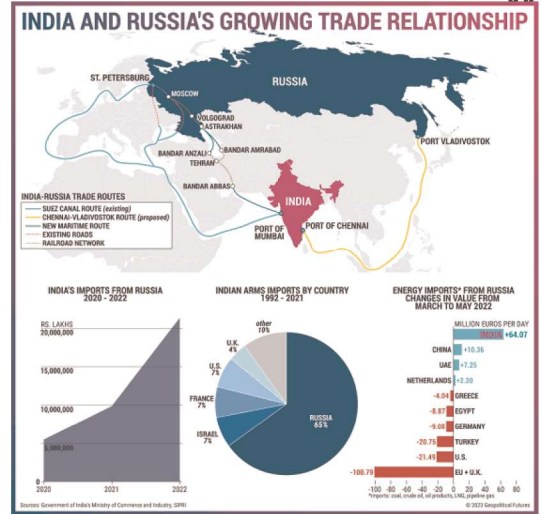 INDIA AND RUSSIA'S GROWING TRADE RELATIONSHIP
ST. PETERSBURG
MOSCOW
RUSSIA
VOLGOGRAD
ASTRAKHAN
PORT VLADIVOSTOK
BANDAR ANZALI
BANDAR AMRABAD
TEHRAN
BANDAR ABBAS
INDIA
PORT OF
MUMBAI
PORT OF CHENNAI
INDIA-RUSSIA TRADE ROUTES
SUEZ CANAL ROUTE (existing)
CHENNAI-VLADIVOSTOK ROUTE (proposed)
NEW MARITIME ROUTE
EXISTING ROADS
RAILROAD NETWORK
INDIA'S IMPORTS FROM RUSSIA
2020 - 2022
RS. LAKHS
20,000,000
15,000,000
10,000,000
5,000,000
0
2020
2021
2022
INDIAN ARMS IMPORTS BY COUNTRY
1992 - 2021
other
10%
U.K.
4%
U.S.
7%
FRANCE
7%
ISRAEL
7%
RUSSIA
65%
ENERGY IMPORTS* FROM RUSSIA
CHANGES IN VALUE FROM
MARCH TO MAY 2022
MILLION EUROS PER DAY
INDIA +64.07
CHINA +10.36
UAE +7.25
NETHERLANDS +2.20
-4.04 GREECE
-8.87 EGYPT
-9.08 GERMANY
-20.75 TURKEY
-21.49 U.S.
-100.79 EU + U.K.
-100 -80 -60 -40 -20 0 20 40 60 80
*Imports: coal, crude oil, oil products, LNG, pipeline gas
Sources: Government of India's Ministry of Commerce and Industry, SIPRI
© 2023 Geopolitical Futures